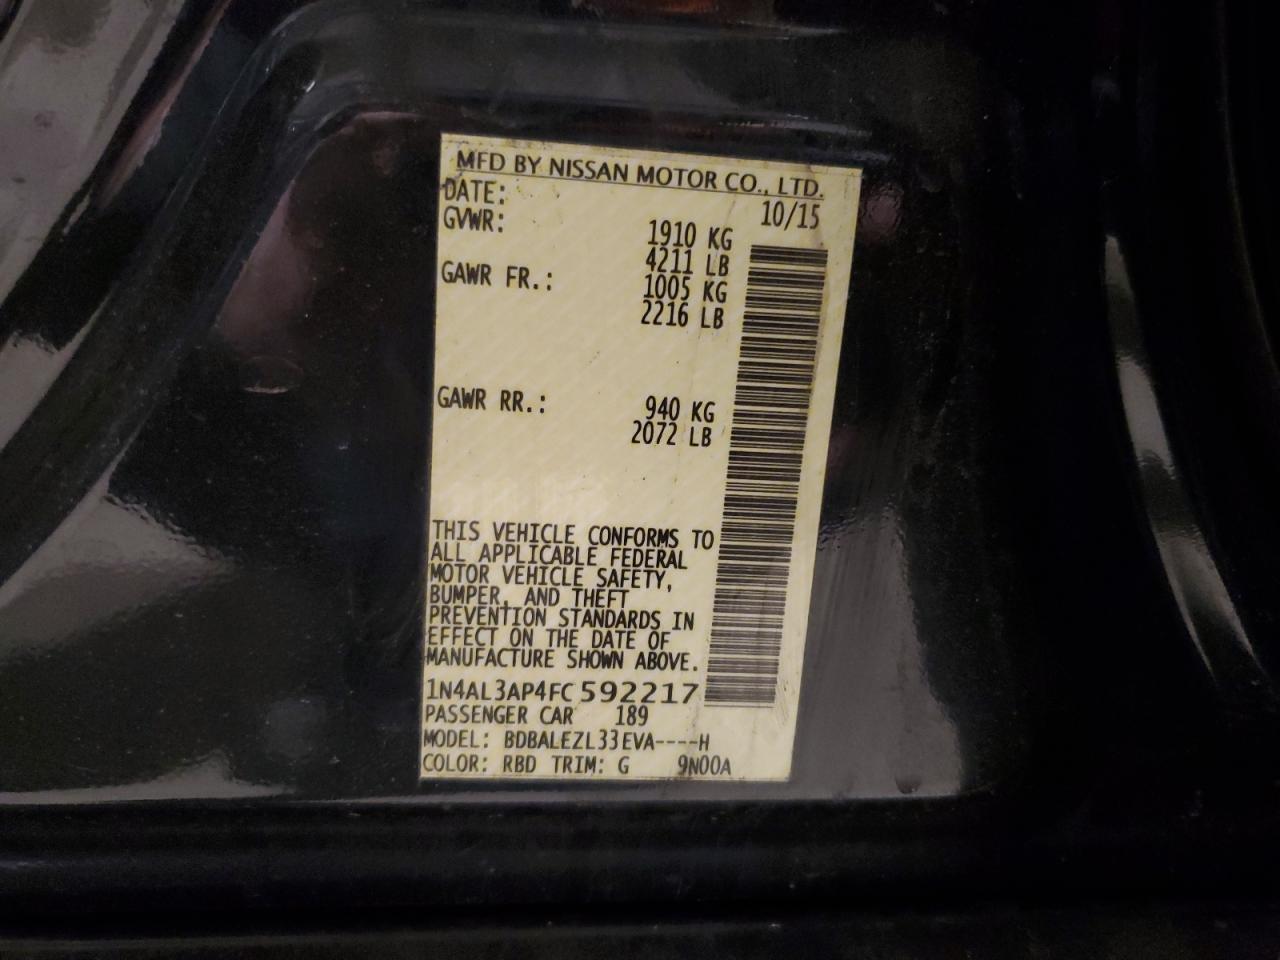 MFD BY NISSAN MOTOR CO., LTD.
DATE: 10/15
GVWR: 1910 KG
4211 LB
GAWR FR.: 1005 KG
2216 LB
GAWR RR.: 940 KG
2072 LB
THIS VEHICLE CONFORMS TO
ALL APPLICABLE FEDERAL
MOTOR VEHICLE SAFETY,
BUMPER, AND THEFT
PREVENTION STANDARDS IN
EFFECT ON THE DATE OF
MANUFACTURE SHOWN ABOVE.
1N4AL3AP4FC592217
PASSENGER CAR 189
MODEL: BDBALEZL33EVA----H
COLOR: RBD TRIM: G 9N00A